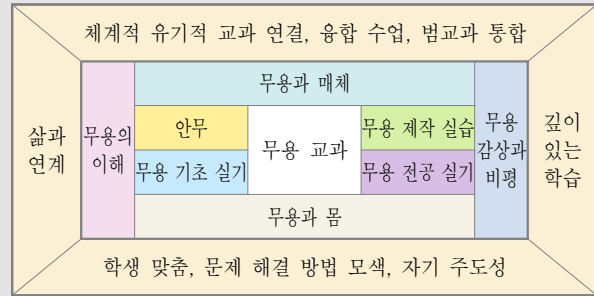 체계적 유기적 교과 연결, 융합 수업, 범교과 통합
삶과
연계
무용의
이해
무용과 매체
안무
무용 기초 실기
무용 교과
무용 제작 실습
무용 전공 실기
무용과 몸
무용
감상과
비평
깊이
있는
학습
학생 맞춤, 문제 해결 방법 모색, 자기 주도성